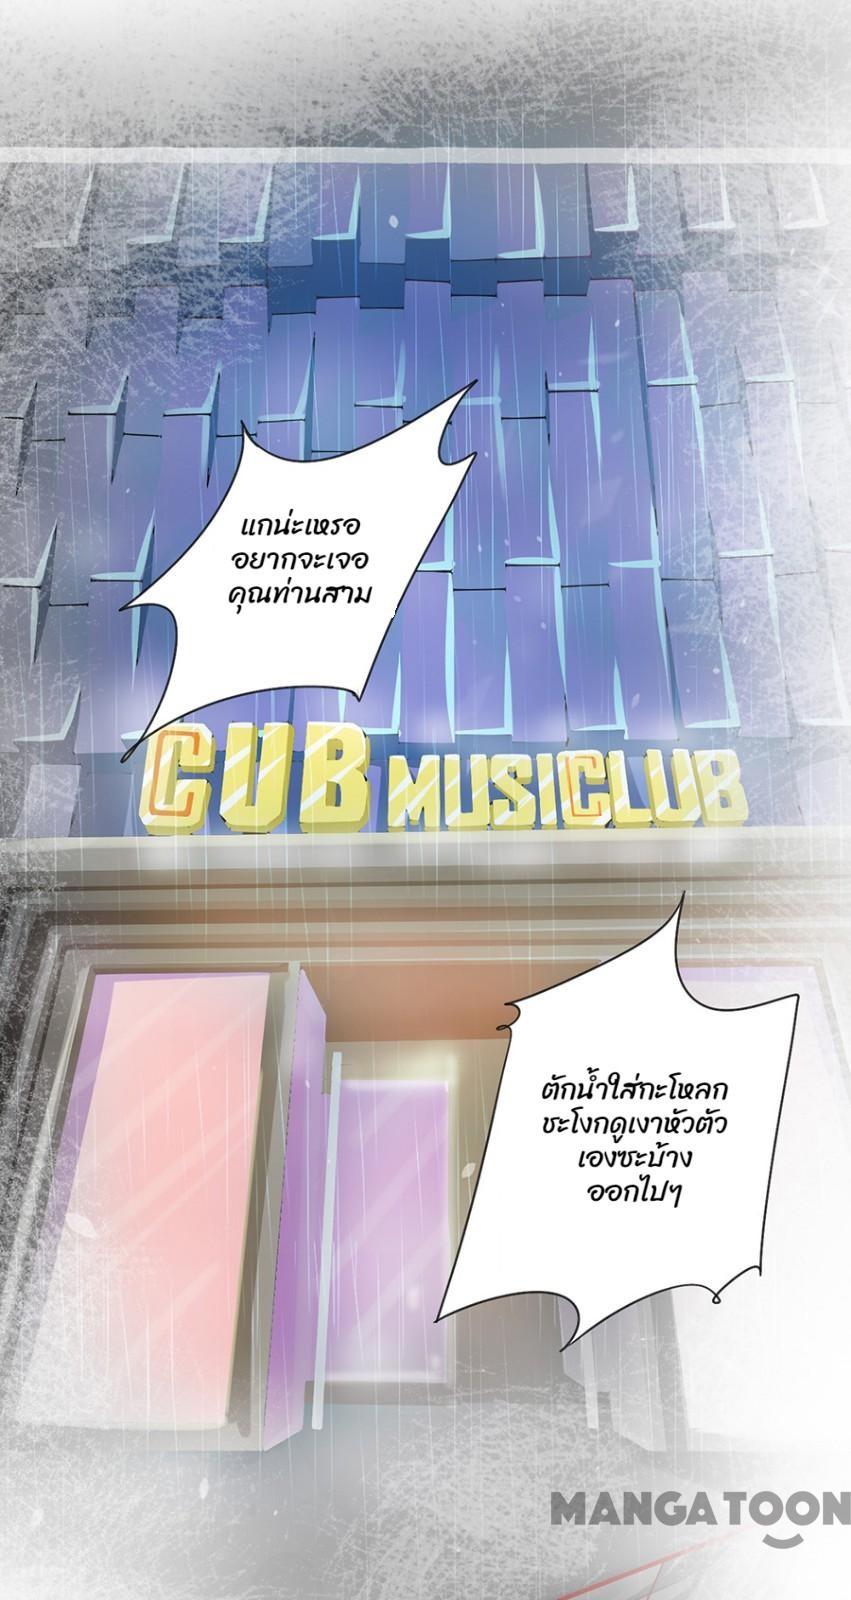 แกน่ะเหรอ
อยากจะเจอ
คุณท่านสาม
CUB MUSICLUB
ตักน้ำใส่กะโหลก
ชะโงกดูเงาหัวตัว
เองซะบ้าง
ออกไปๆ
MANGATOON